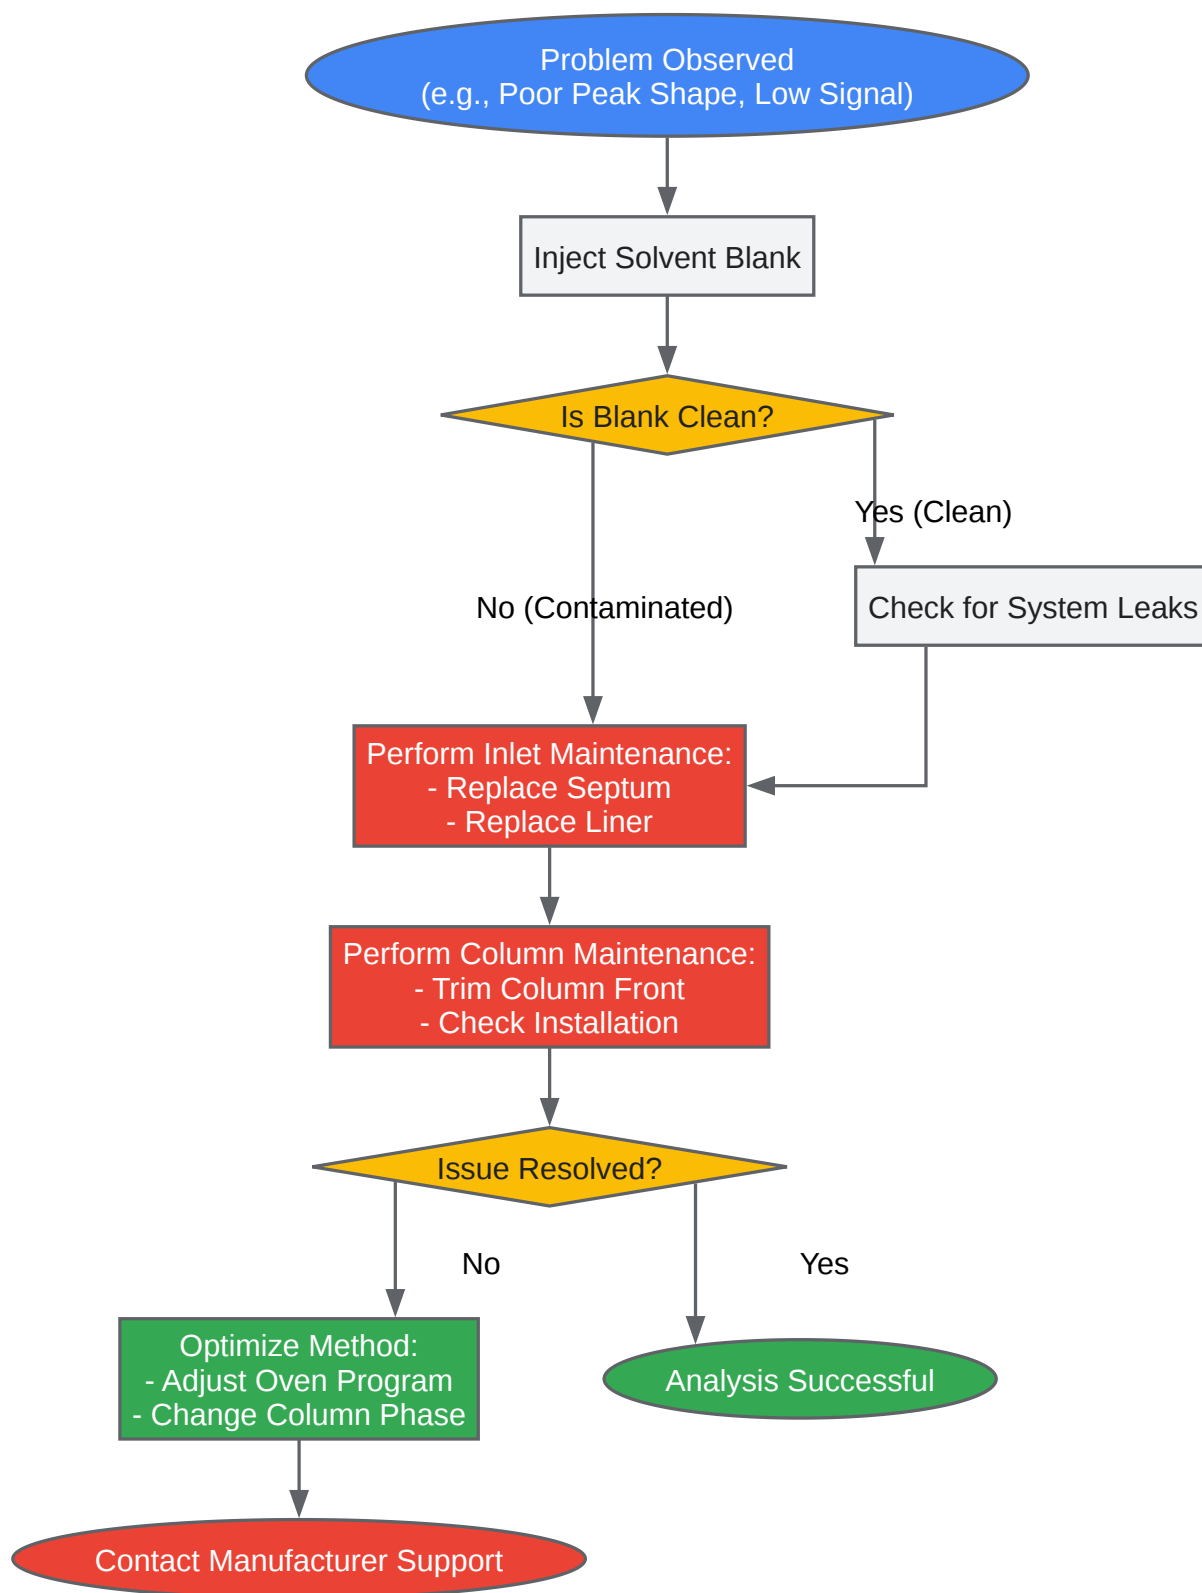 Problem Observed
(e.g., Poor Peak Shape, Low Signal)
Inject Solvent Blank
Is Blank Clean?
Yes (Clean)
No (Contaminated)
Check for System Leaks
Perform Inlet Maintenance:
- Replace Septum
- Replace Liner
Perform Column Maintenance:
- Trim Column Front
- Check Installation
Issue Resolved?
No
Yes
Optimize Method:
- Adjust Oven Program
- Change Column Phase
Analysis Successful
Contact Manufacturer Support